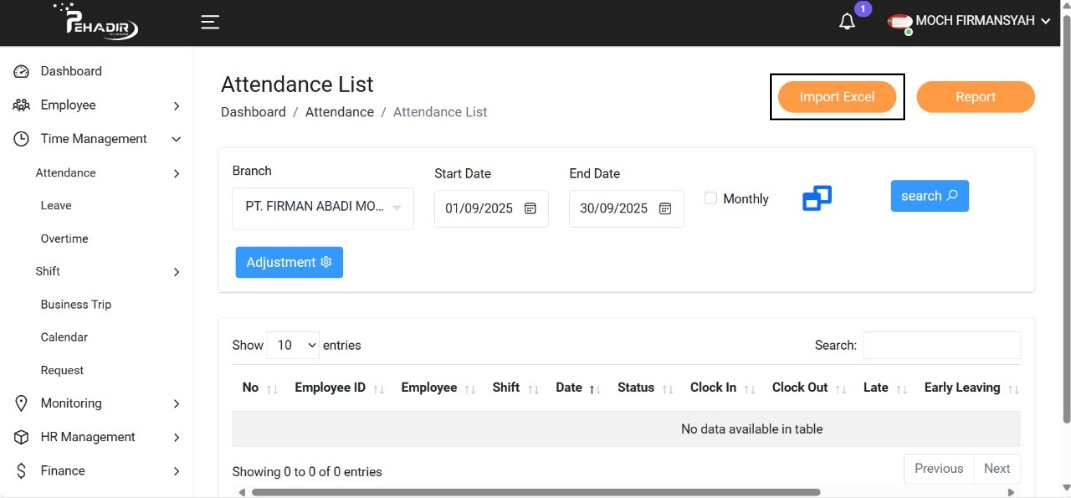 PEHADIR
1
MOCH FIRMANSYAH
Dashboard
Employee
Time Management
Attendance
Leave
Overtime
Shift
Business Trip
Calendar
Request
Monitoring
HR Management
Finance
Attendance List
Dashboard / Attendance / Attendance List
Import Excel
Report
Branch
Start Date
End Date
PT. FIRMAN ABADI MO...
01/09/2025
30/09/2025
Monthly
search
Adjustment
Show 10 entries
Search:
No Employee ID Employee Shift Date Status Clock In Clock Out Late Early Leaving
No data available in table
Showing 0 to 0 of 0 entries
Previous Next